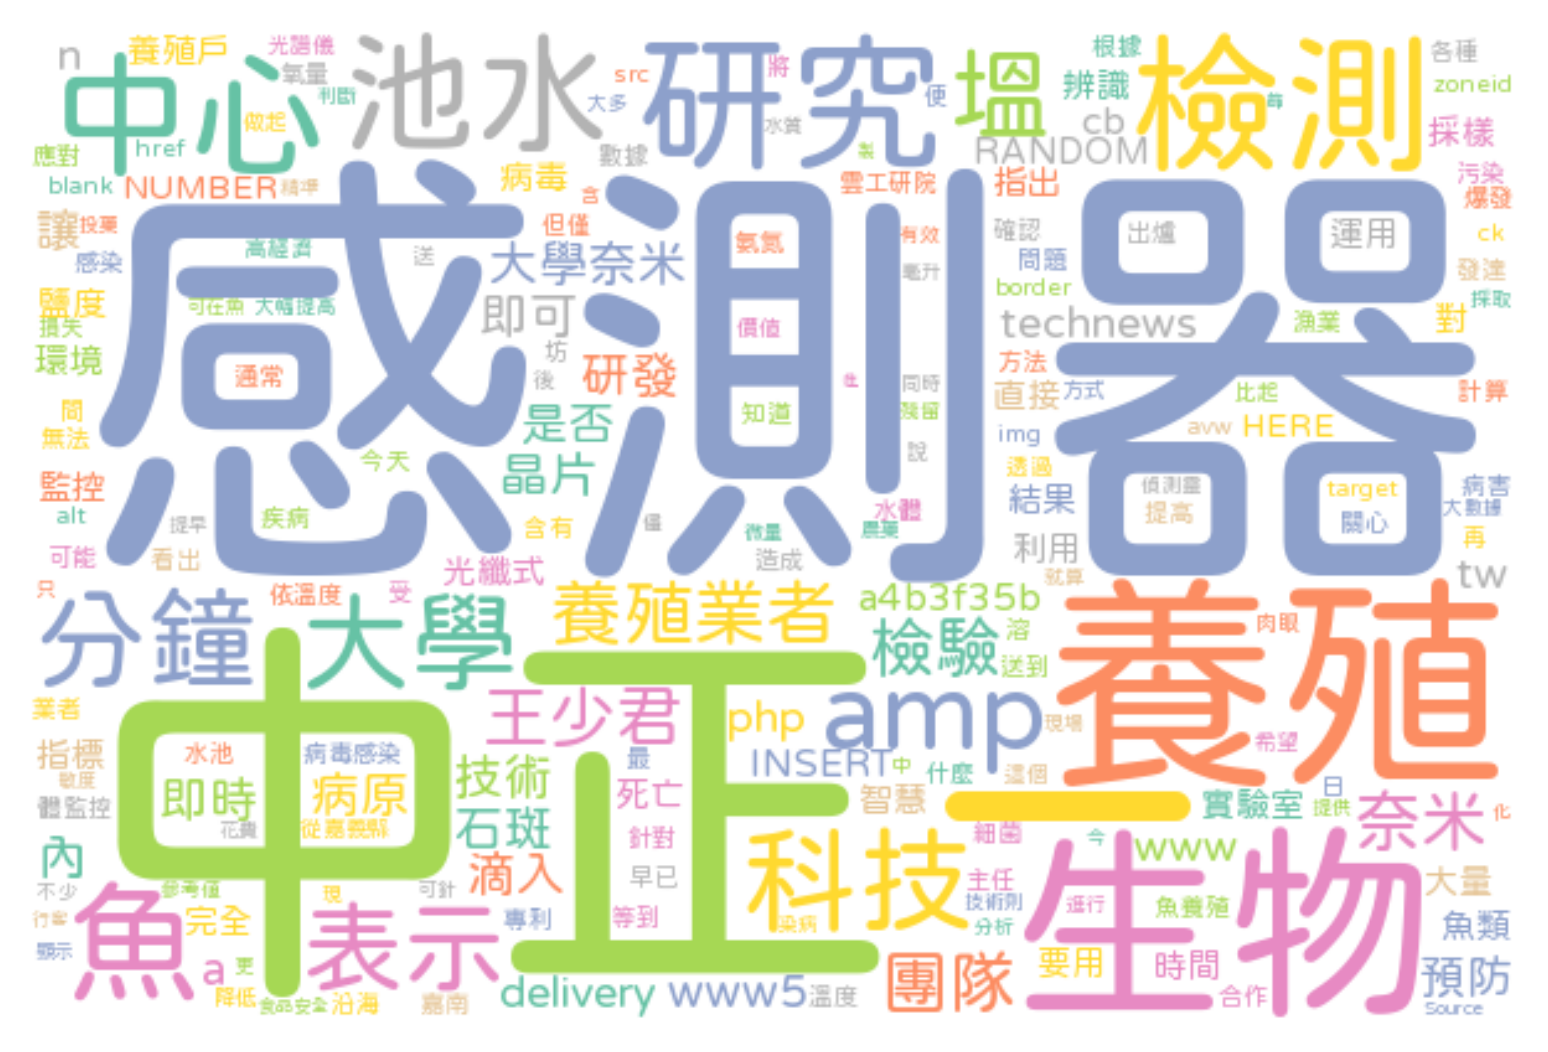 n
養殖戶
光譜儀
氧量
中心
池水
判斷
做起
href
應對
blank
NUMBER
src
大多
研究
將
便
水質
數據
塭
根據
辨識
cb
RANDOM
檢測
各種
zoneid
採樣
污染
爆發
讓
投藥
感染
高經濟
送
病毒
含
但僅
大學奈米
雲工研院
指出
有效
氨氮
毫升
確認
問題
border
出爐
運用
ck
發達
採取
感測器
鹽度
損失
環境
可在魚
大幅提高
即可
坊
後
研發
價值
technews
漁業
對
通常
同時
殘留
方法
直接
方式
比起
計算
問
無法
是否
知道
說
img
avw
HERE
監控
alt
今天
晶片
透過
結果
偵測靈
提高
target
關心
病害
大數據
再
提早
疾病
含有
僅
水體
農藥
微量
造成
利用
就算
tw
可能
看出
光纖式
只
依溫度
受
分鐘
大學
養殖業者
a4b3f35b
檢驗
溶
送到
肉眼
養殖
業者
王少君
php
amp
現場
希望
指標
敏度
體監控
水池
病毒感染
即時
病原
花費
從嘉義縣
中正
技術
石斑
最
死亡
針對
早已
等到
INSERT
中
什麼
這個
智慧
一
實驗室
日
提供
奈米
化
內
不少
參考值
現
可針
滴入
科技
細菌
今
www
主任
技術則
分析
進行
魚養殖
大量
魚類
生物
行家
顯示
魚
完全
a
更
表示
專利
染病
團隊
要用
時間
合作
預防
Source
降低
食品安全
沿海
嘉南
delivery
www5
溫度